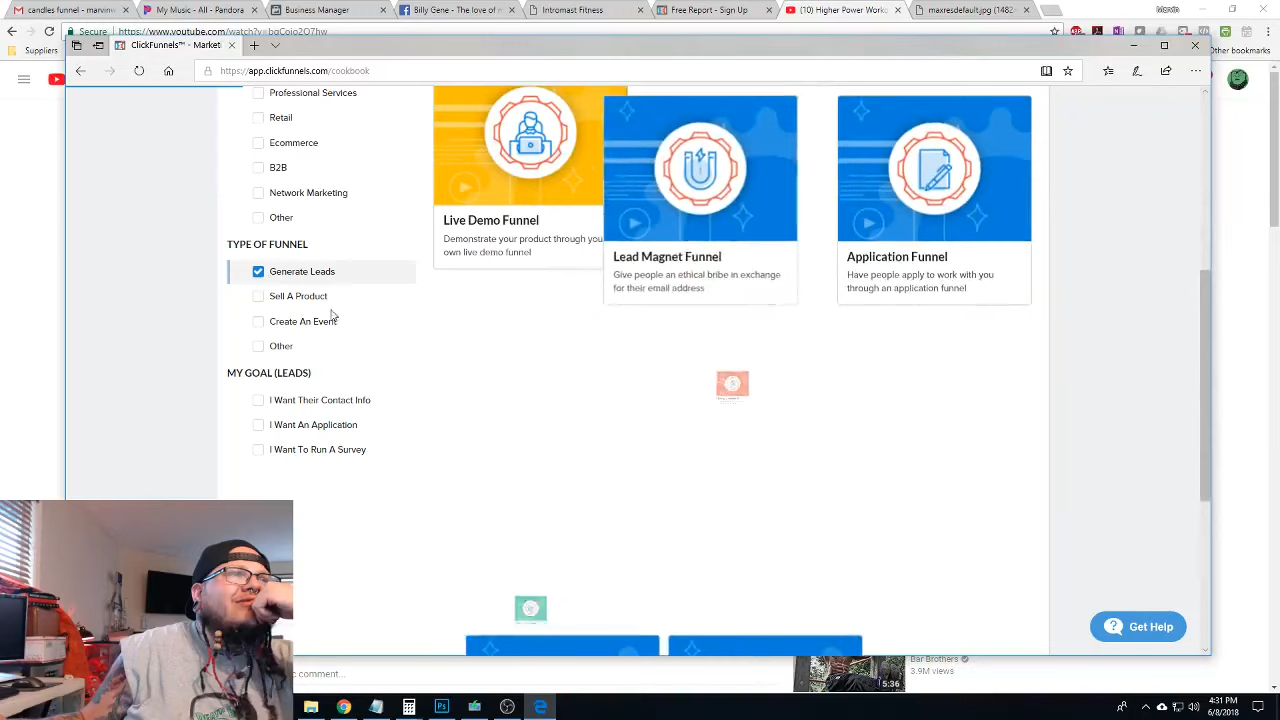 candles funnel - marwin
My Music - All - Pandora
Business Manager
Billy Gene - The love of m
Intromast Fitness
Free Report - Sign Up
(10) Higher Power Work
maxresdefault.jpg (1482
Secure
https://www.youtube.com/watch?v=
Suppliers
Other bookmarks
ClickFunnels™ - Market
https://app.clickfunnels.com/cookbook
Professional Services
Retail
Ecommerce
B2B
Network Marketing
Other
TYPE OF FUNNEL
Generate Leads
Sell A Product
Create An Event
Other
MY GOAL (LEADS)
I Want Their Contact Info
I Want An Application
I Want To Run A Survey
Live Demo Funnel
Demonstrate your product through you
own live demo funnel
Lead Magnet Funnel
Give people an ethical bribe in exchange
for their email address
Application Funnel
Have people apply to work with you
through an application funnel
Get Help
comment...
5:36
Bar Brothers
3.9M views
4:31 PM
6/8/2018